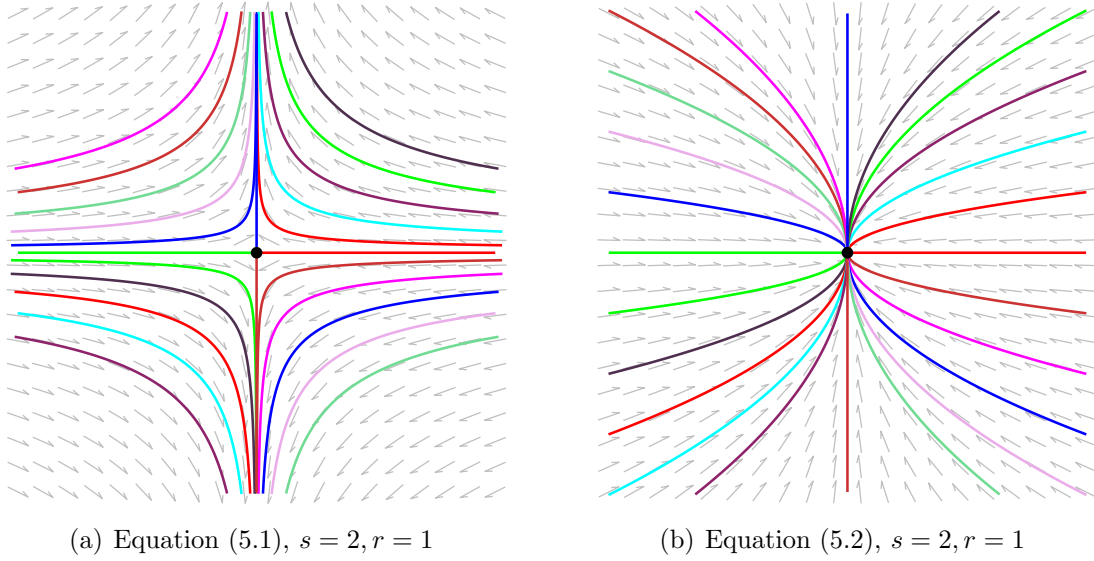 (a) Equation (5.1), s = 2, r = 1
(b) Equation (5.2), s = 2, r = 1